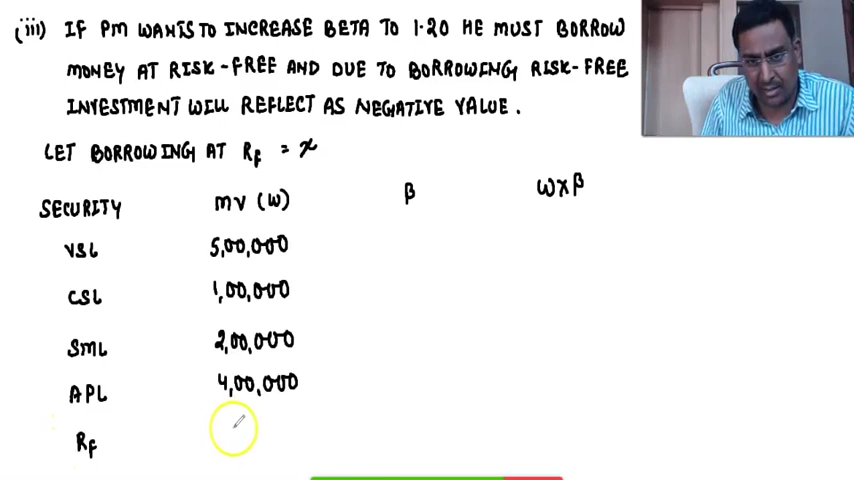 (iii) IF PM WANTS TO INCREASE BETA TO 1.20 HE MUST BORROW
MONEY AT RISK-FREE AND DUE TO BORROWING RISK-FREE
INVESTMENT WILL REFLECT AS NEGATIVE VALUE.
LET BORROWING AT Rf = x
SECURITY MV (W) β W x β
VSL 5,00,000
CSL 1,00,000
SML 2,00,000
APL 4,00,000
Rf